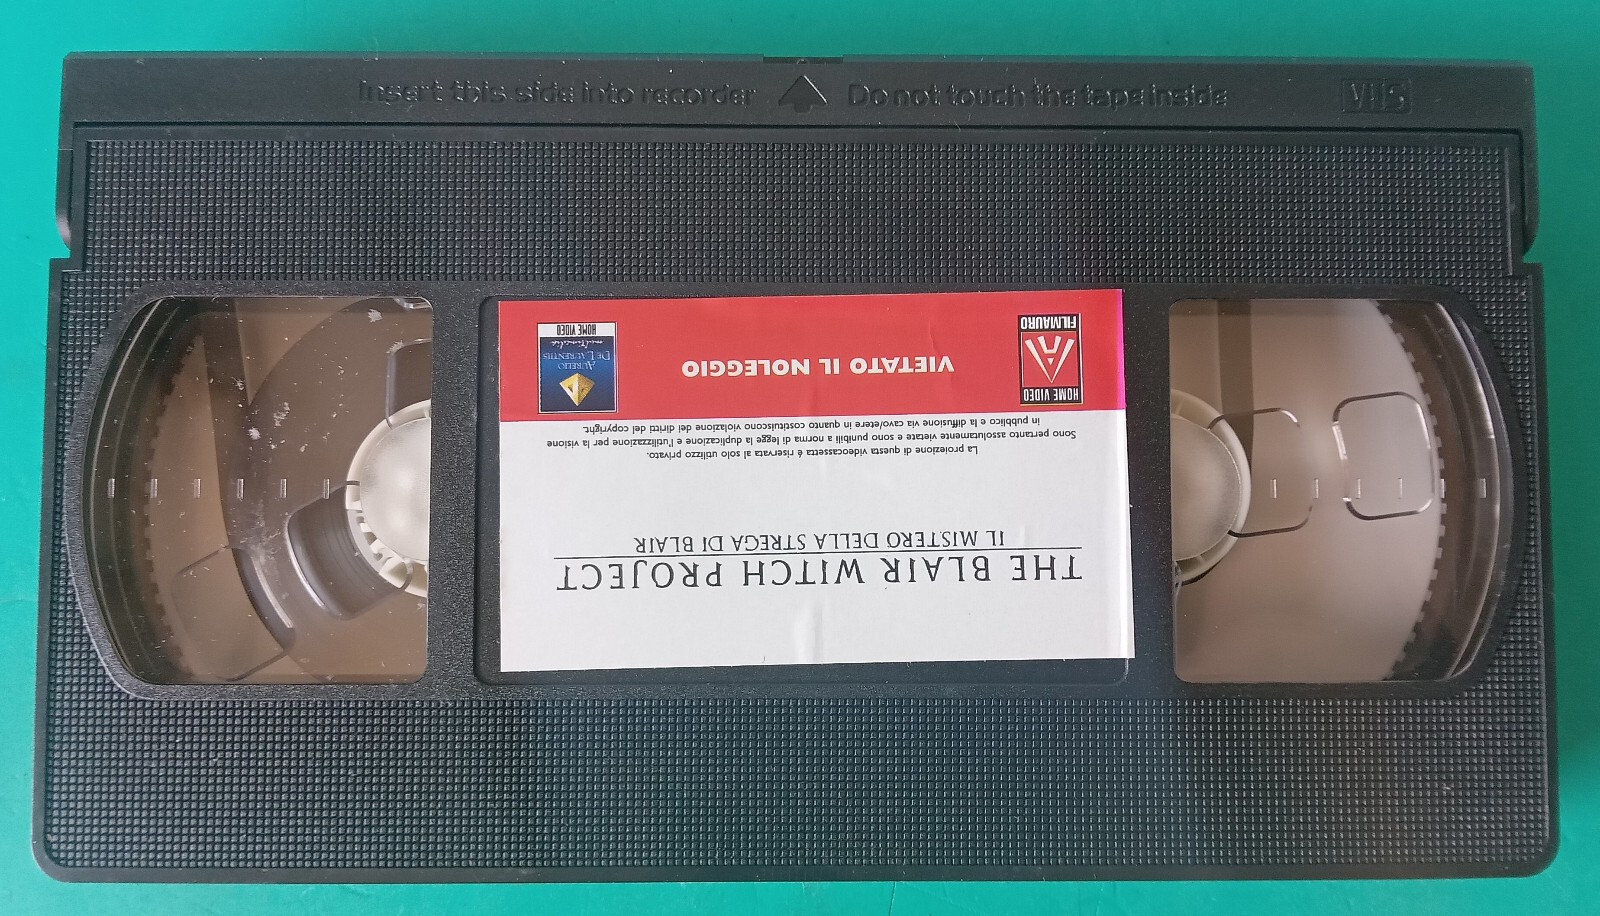 Insert this side into recorder
Do not touch the tape inside
VHS
THE BLAIR WITCH PROJECT
IL MISTERO DELLA STREGA DI BLAIR
La proiezione di questa videocassetta é riservata al solo utilizzo privato.
Sono pertanto assolutamente vietate e sono punibili a norma di legge la duplicazione e l'utilizzazione per la visione
in pubblico e la diffusione via cavo/etere in quanto costituiscono violazione dei diritti del copyright.
HOME VIDEO
FILMAURO
VIETATO IL NOLEGGIO
AURELIO
DE LAURENTIIS
multimedia
HOME VIDEO